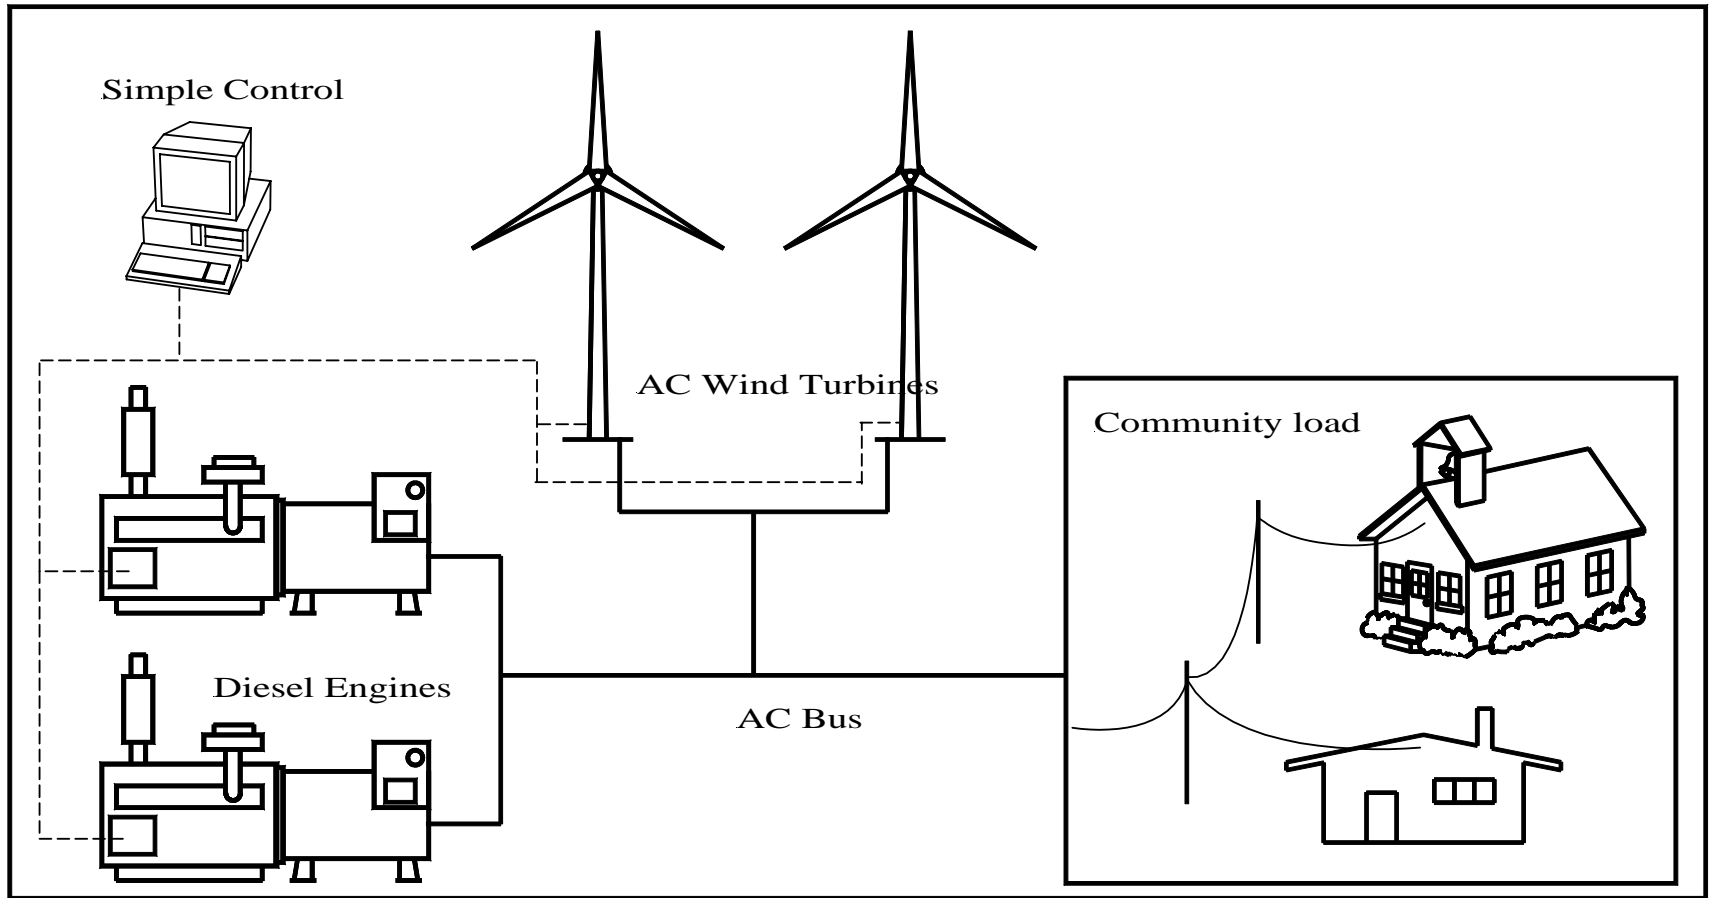 Simple Control
AC Wind Turbines
Community load
Diesel Engines
AC Bus